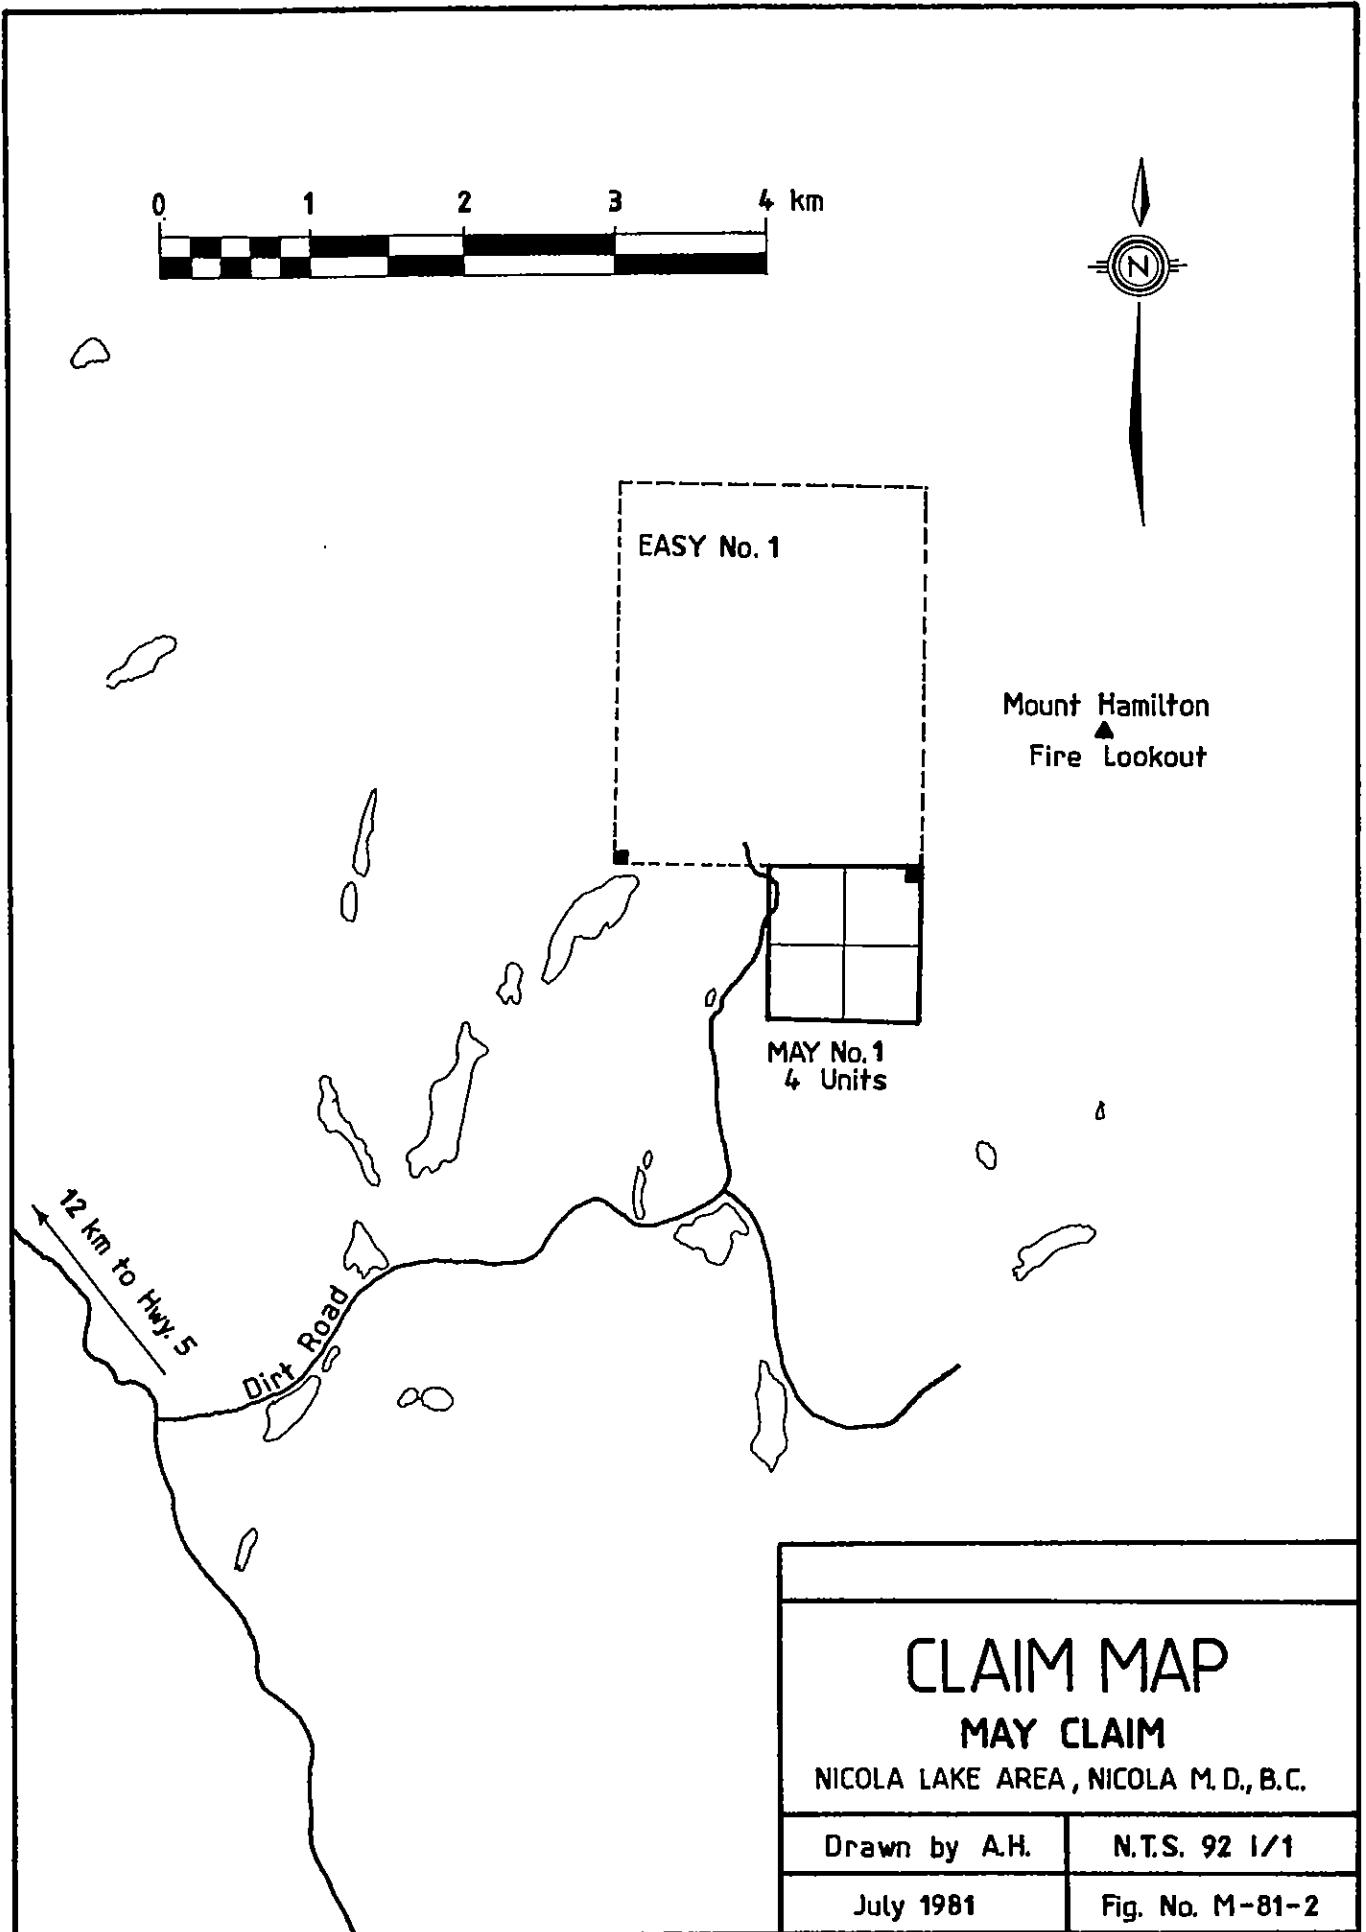 0 1 2 3 4 km
N
EASY No. 1
Mount Hamilton
Fire Lookout
MAY No. 1
4 Units
12 km to Hwy. 5
Dirt Road
CLAIM MAP
MAY CLAIM
NICOLA LAKE AREA, NICOLA M.D., B.C.
Drawn by A.H.
N.T.S. 92 I/1
July 1981
Fig. No. M-81-2